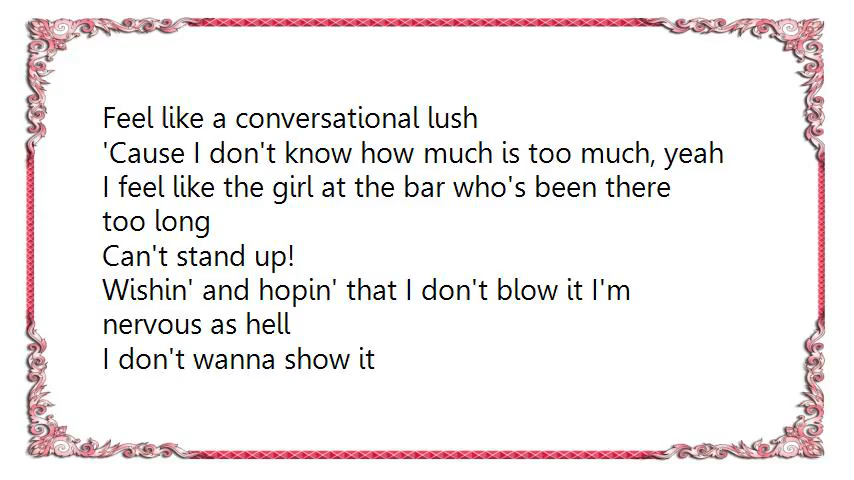 Feel like a conversational lush
'Cause I don't know how much is too much, yeah
I feel like the girl at the bar who's been there
too long
Can't stand up!
Wishin' and hopin' that I don't blow it I'm
nervous as hell
I don't wanna show it